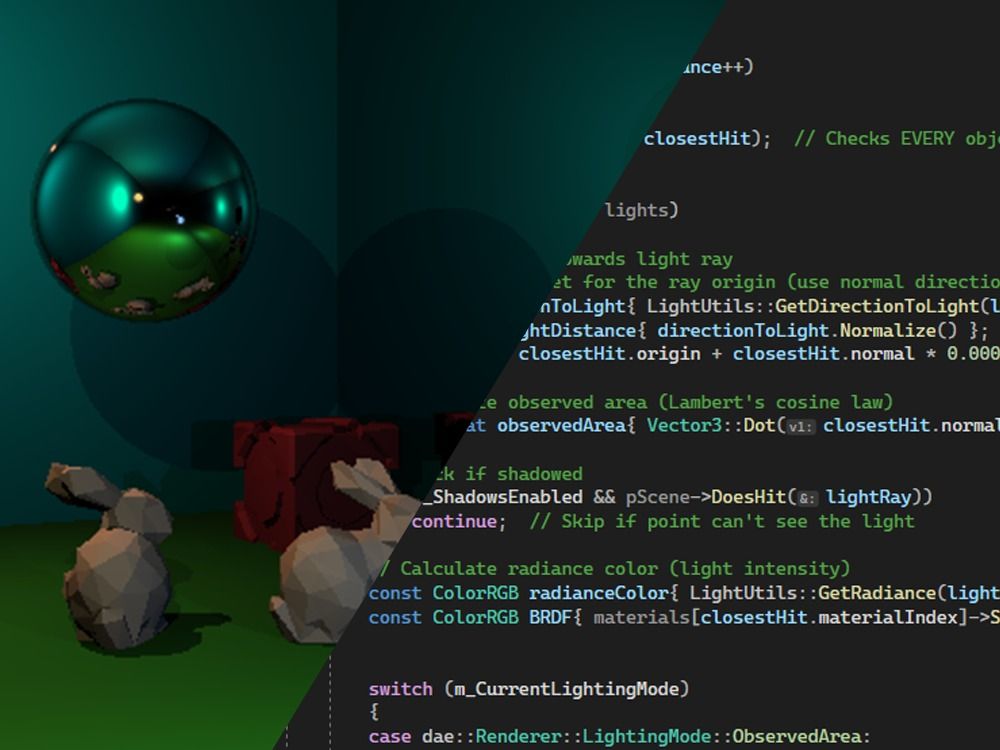 ance++)
closestHit);  // Checks EVERY obj
lights)
wards light ray
et for the ray origin (use normal directio
nToLight{ LightUtils::GetDirectionToLight(l
ghtDistance{ directionToLight.Normalize() };
closestHit.origin + closestHit.normal * 0.000
te observed area (Lambert's cosine law)
at observedArea{ Vector3::Dot(v1: closestHit.normal
ck if shadowed
_ShadowsEnabled && pScene->DoesHit(&: lightRay))
continue;  // Skip if point can't see the light
/ Calculate radiance color (light intensity)
const ColorRGB radianceColor{ LightUtils::GetRadiance(light
const ColorRGB BRDF{ materials[closestHit.materialIndex]->S
switch (m_CurrentLightingMode)
{
case dae::Renderer::LightingMode::ObservedArea: